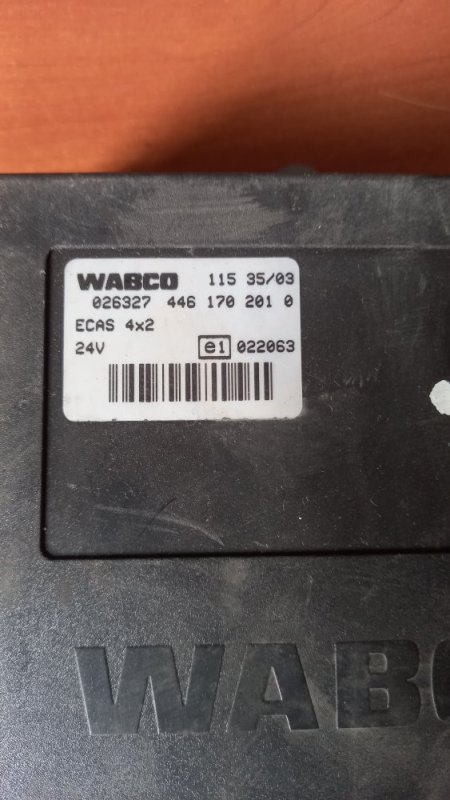 WABCO 115 35/03
026327 446 170 201 0
ECAS 4x2
24V e1 022063
WABC